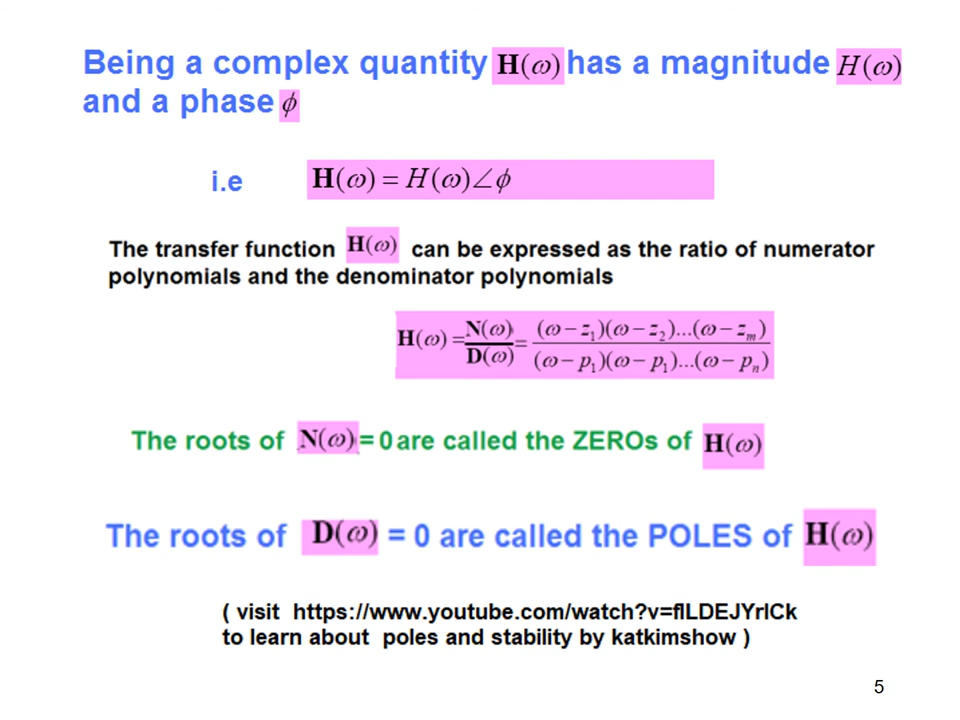 Being a complex quantity H(ω) has a magnitude H(ω)
and a phase ϕ
i.e H(ω) = H(ω)∠ϕ
The transfer function H(ω) can be expressed as the ratio of numerator
polynomials and the denominator polynomials
H(ω) = N(ω)/D(ω) = (ω − z₁)(ω − z₂)...(ω − zₘ)/(ω − p₁)(ω − p₁)...(ω − pₙ)
The roots of N(ω) = 0 are called the ZEROs of H(ω)
The roots of D(ω) = 0 are called the POLES of H(ω)
( visit https://www.youtube.com/watch?v=flLDEJYrlCk
to learn about poles and stability by katkimshow )
5